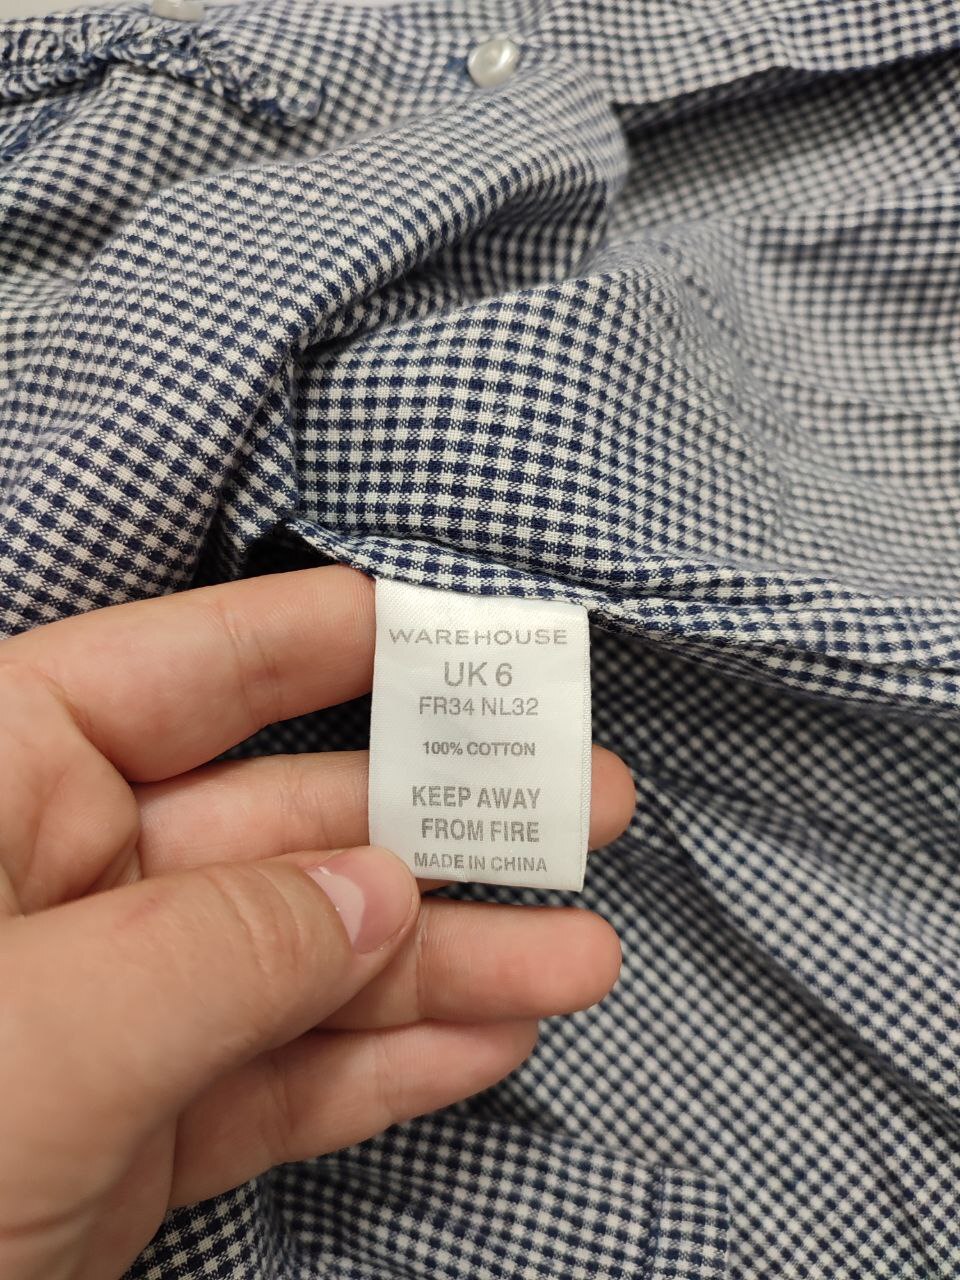 WAREHOUSE
UK 6
FR34 NL32
100% COTTON
KEEP AWAY
FROM FIRE
MADE IN CHINA